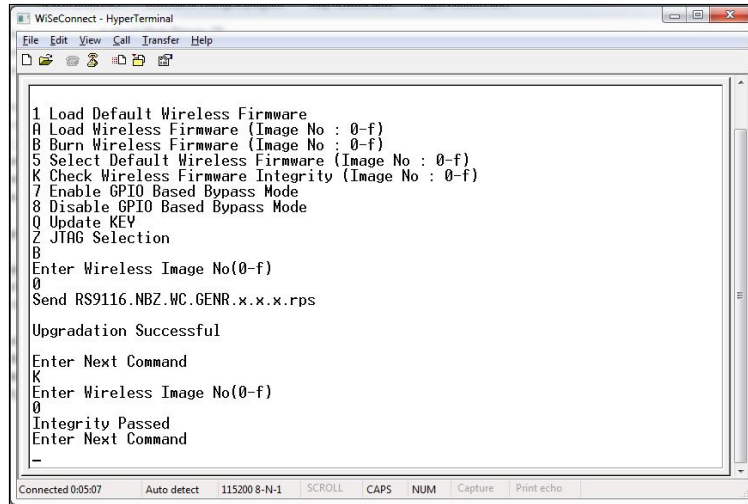 WiSeConnect - HyperTerminal
File Edit View Call Transfer Help
1 Load Default Wireless Firmware
A Load Wireless Firmware (Image No : 0-f)
B Burn Wireless Firmware (Image No : 0-f)
5 Select Default Wireless Firmware (Image No : 0-f)
K Check Wireless Firmware Integrity (Image No : 0-f)
7 Enable GPIO Based Bypass Mode
8 Disable GPIO Based Bypass Mode
Q Update KEY
Z JTAG Selection
B
Enter Wireless Image No(0-f)
0
Send RS9116.NBZ.WC.GENR.x.x.x.rps
Upgradation Successful
Enter Next Command
K
Enter Wireless Image No(0-f)
0
Integrity Passed
Enter Next Command
_
Connected 0:05:07 Auto detect 115200 8-N-1 SCROLL CAPS NUM Capture Print echo